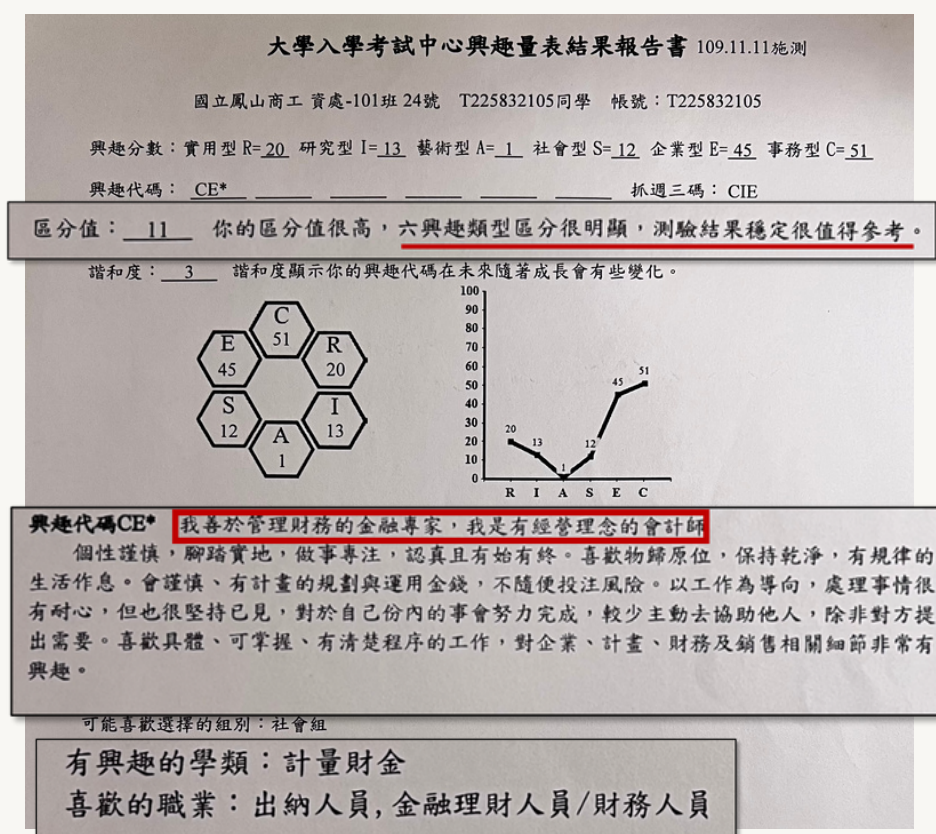 大學入學考試中心興趣量表結果報告書 109.11.11施測
國立鳳山商工 資處-101班 24號 T225832105同學 帳號：T225832105
興趣分數：實用型 R= 20 研究型 I= 13 藝術型 A= 1 社會型 S= 12 企業型 E= 45 事務型 C= 51
興趣代碼： CE* 抓週三碼： CIE
區分值： 11 你的區分值很高，六興趣類型區分很明顯，測驗結果穩定很值得參考。
諧和度： 3 諧和度顯示你的興趣代碼在未來隨著成長會有些變化。
C
51
E
45
R
20
S
12
I
13
A
1
100
90
80
70
60
50
40
30
20
10
0
20
13
1
12
45
51
R I A S E C
興趣代碼CE* 我善於管理財務的金融專家，我是有經營理念的會計師
個性謹慎，腳踏實地，做事專注，認真且有始有終。喜歡物歸原位，保持乾淨，有規律的
生活作息。會謹慎、有計畫的規劃與運用金錢，不隨便投注風險。以工作為導向，處理事情很
有耐心，但也很堅持已見，對於自己份內的事會努力完成，較少主動去協助他人，除非對方提
出需要。喜歡具體、可掌握、有清楚程序的工作，對企業、計畫、財務及銷售相關細節非常有
興趣。
可能喜歡選擇的組別：社會組
有興趣的學類：計量財金
喜歡的職業：出納人員,金融理財人員/財務人員